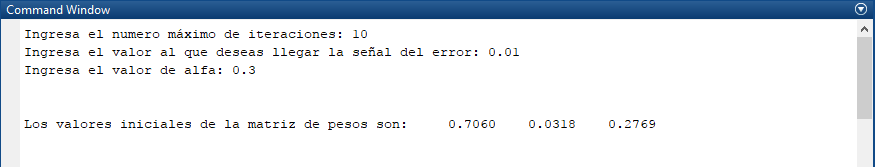 Command Window
Ingresa el numero máximo de iteraciones: 10
Ingresa el valor al que deseas llegar la señal del error: 0.01
Ingresa el valor de alfa: 0.3
Los valores iniciales de la matriz de pesos son: 0.7060 0.0318 0.2769